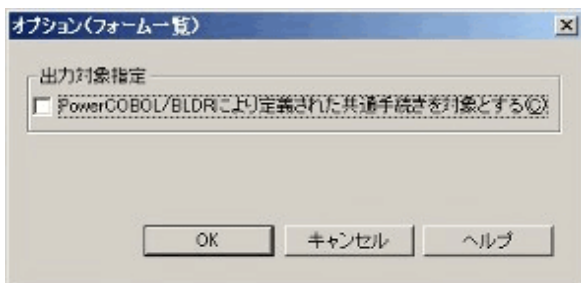 オプション(フォーム一覧)
出力対象指定
PowerCOBOL/BLDRにより定義された共通手続きを対象とする(C)
OK
キャンセル
ヘルプ